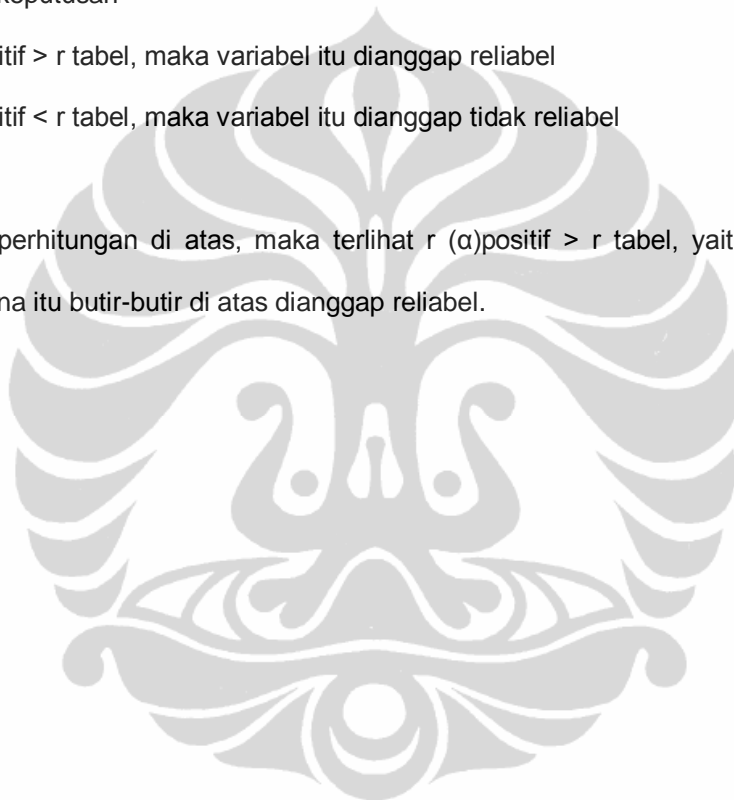 keputusan
itif > r tabel, maka variabel itu dianggap reliabel
itif < r tabel, maka variabel itu dianggap tidak reliabel
perhitungan di atas, maka terlihat r (α)positif > r tabel, yait
na itu butir-butir di atas dianggap reliabel.